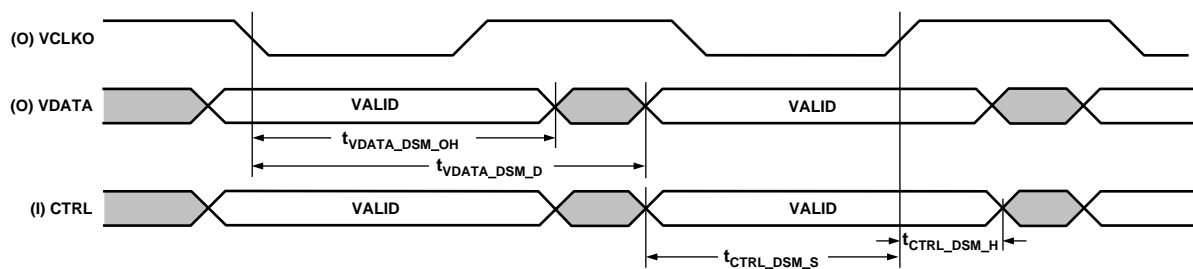 (O) VCLKO
(O) VDATA VALID VALID
tVDATA_DSM_OH
tVDATA_DSM_D
(I) CTRL VALID VALID
tCTRL_DSM_H
tCTRL_DSM_S